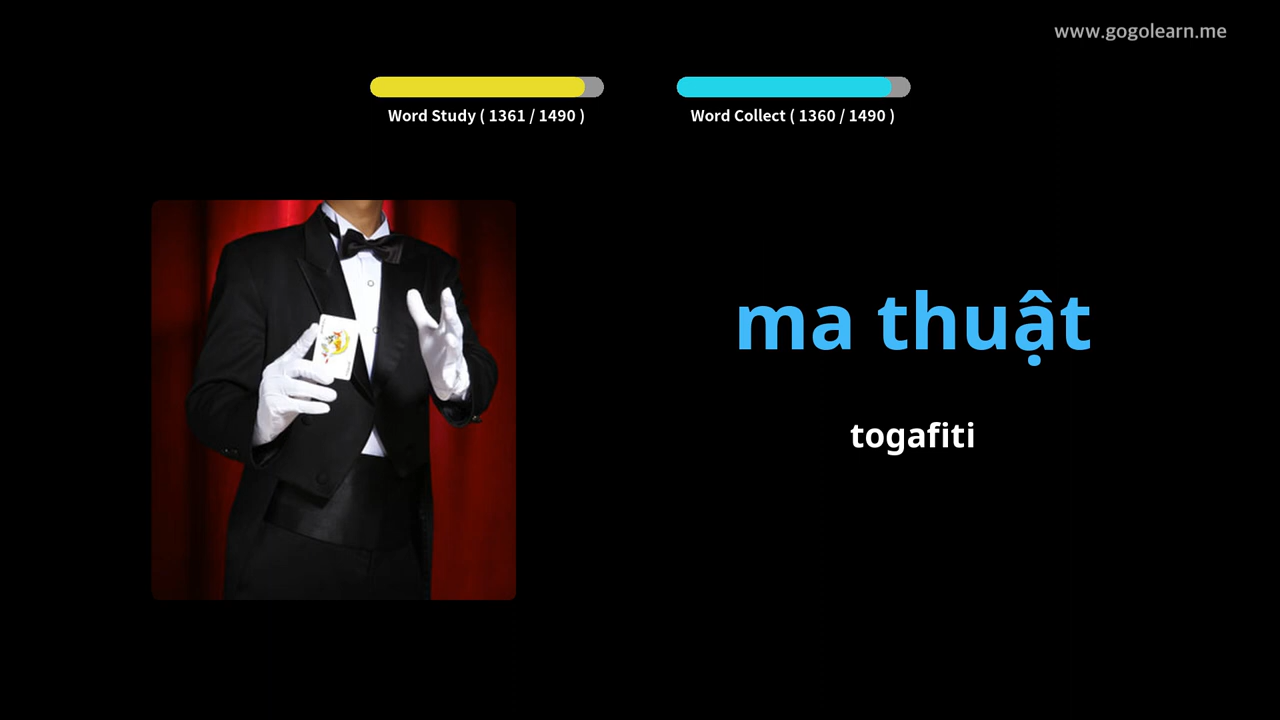 www.gogolearn.me
Word Study ( 1361 / 1490 )
Word Collect ( 1360 / 1490 )
ma thuật
togafiti